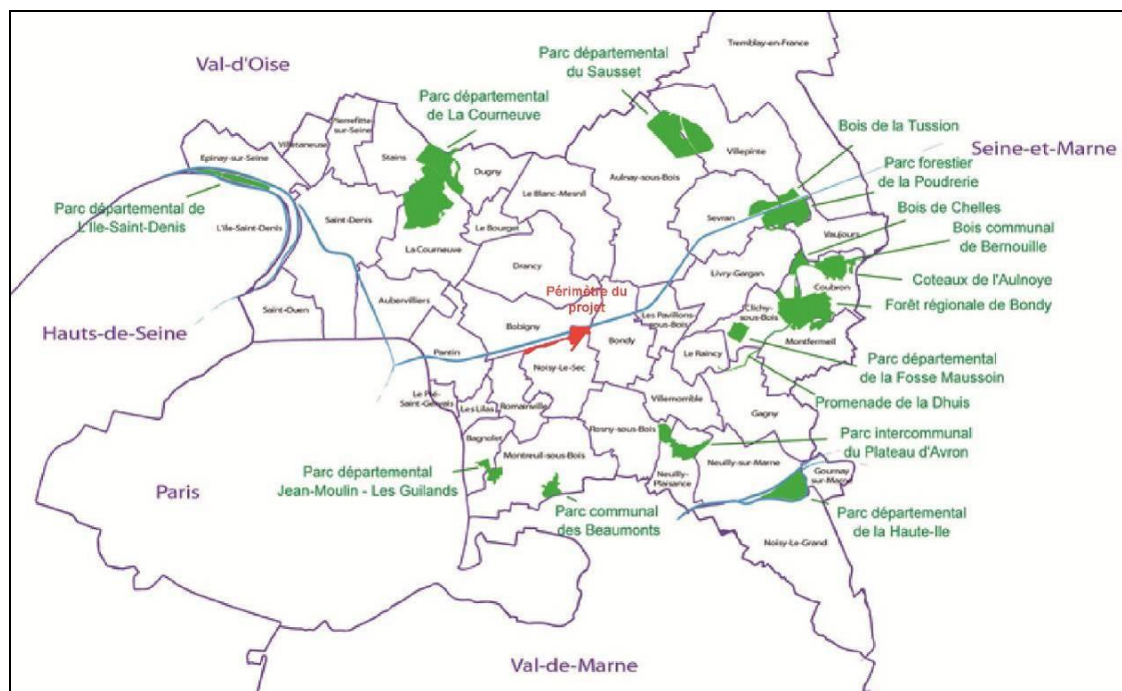 Tremblay-en-France
Val-d'Oise
Parc départemental
du Sausset
Parc départemental
de La Courneuve
Pierrefitte
-sur-Seine
Villetaneuse
Epinay-sur-Seine
Stains
Dugny
Villepinte
Bois de la Tussion
Seine-et-Marne
Parc forestier
de la Poudrerie
Aulnay-sous-Bois
Le Blanc-Mesnil
Parc départemental de
L'Ile-Saint-Denis
L'Ile-Saint-Denis
Saint-Denis
Le Bourget
Sevran
Vaujours
Bois de Chelles
Bois communal
de Bernouille
La Courneuve
Drancy
Livry-Gargan
Coubron
Coteaux de l'Aulnoye
Périmètre du
projet
Saint-Ouen
Aubervilliers
Clichy
-sous-Bois
Forêt régionale de Bondy
Hauts-de-Seine
Bobigny
Les Pavillons
-sous-Bois
Bondy
Montfermeil
Pantin
Noisy-Le-Sec
Le Raincy
Parc départemental
de la Fosse Maussoin
Le Pré
-Saint-Gervais
Les Lilas
Romainville
Villemomble
Promenade de la Dhuis
Gagny
Rosny-sous-Bois
Bagnolet
Montreuil-sous-Bois
Parc intercommunal
du Plateau d'Avron
Neuilly-sur-Marne
Gournay
-sur-Marne
Neuilly
-Plaisance
Parc départemental
Jean-Moulin - Les Guilands
Paris
Parc communal
des Beaumonts
Parc départemental
de la Haute-Ile
Noisy-Le-Grand
Val-de-Marne